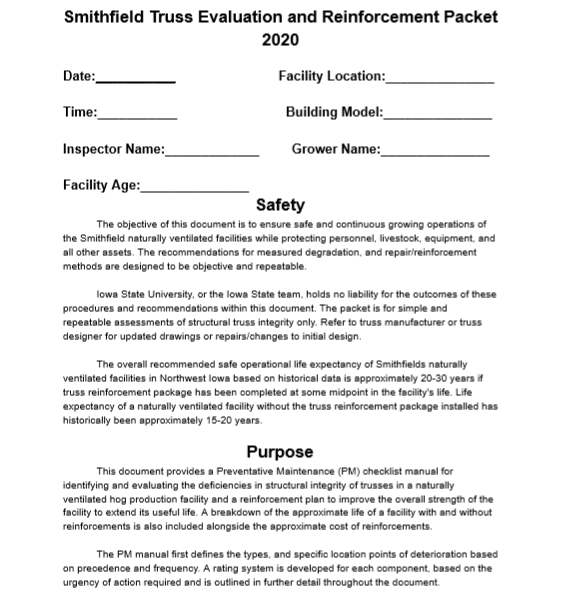 Smithfield Truss Evaluation and Reinforcement Packet
2020
Date:___________ Facility Location:_______________
Time:___________ Building Model:_______________
Inspector Name:_____________ Grower Name:_______________
Facility Age:_______________
Safety
The objective of this document is to ensure safe and continuous growing operations of
the Smithfield naturally ventilated facilities while protecting personnel, livestock, equipment, and
all other assets. The recommendations for measured degradation, and repair/reinforcement
methods are designed to be objective and repeatable.
Iowa State University, or the Iowa State team, holds no liability for the outcomes of these
procedures and recommendations within this document. The packet is for simple and
repeatable assessments of structural truss integrity only. Refer to truss manufacturer or truss
designer for updated drawings or repairs/changes to initial design.
The overall recommended safe operational life expectancy of Smithfields naturally
ventilated facilities in Northwest Iowa based on historical data is approximately 20-30 years if
truss reinforcement package has been completed at some midpoint in the facility's life. Life
expectancy of a naturally ventilated facility without the truss reinforcement package installed has
historically been approximately 15-20 years.
Purpose
This document provides a Preventative Maintenance (PM) checklist manual for
identifying and evaluating the deficiencies in structural integrity of trusses in a naturally
ventilated hog production facility and a reinforcement plan to improve the overall strength of the
facility to extend its useful life. A breakdown of the approximate life of a facility with and without
reinforcements is also included alongside the approximate cost of reinforcements.
The PM manual first defines the types, and specific location points of deterioration based
on precedence and frequency. A rating system is developed for each component, based on the
urgency of action required and is outlined in further detail throughout the document.